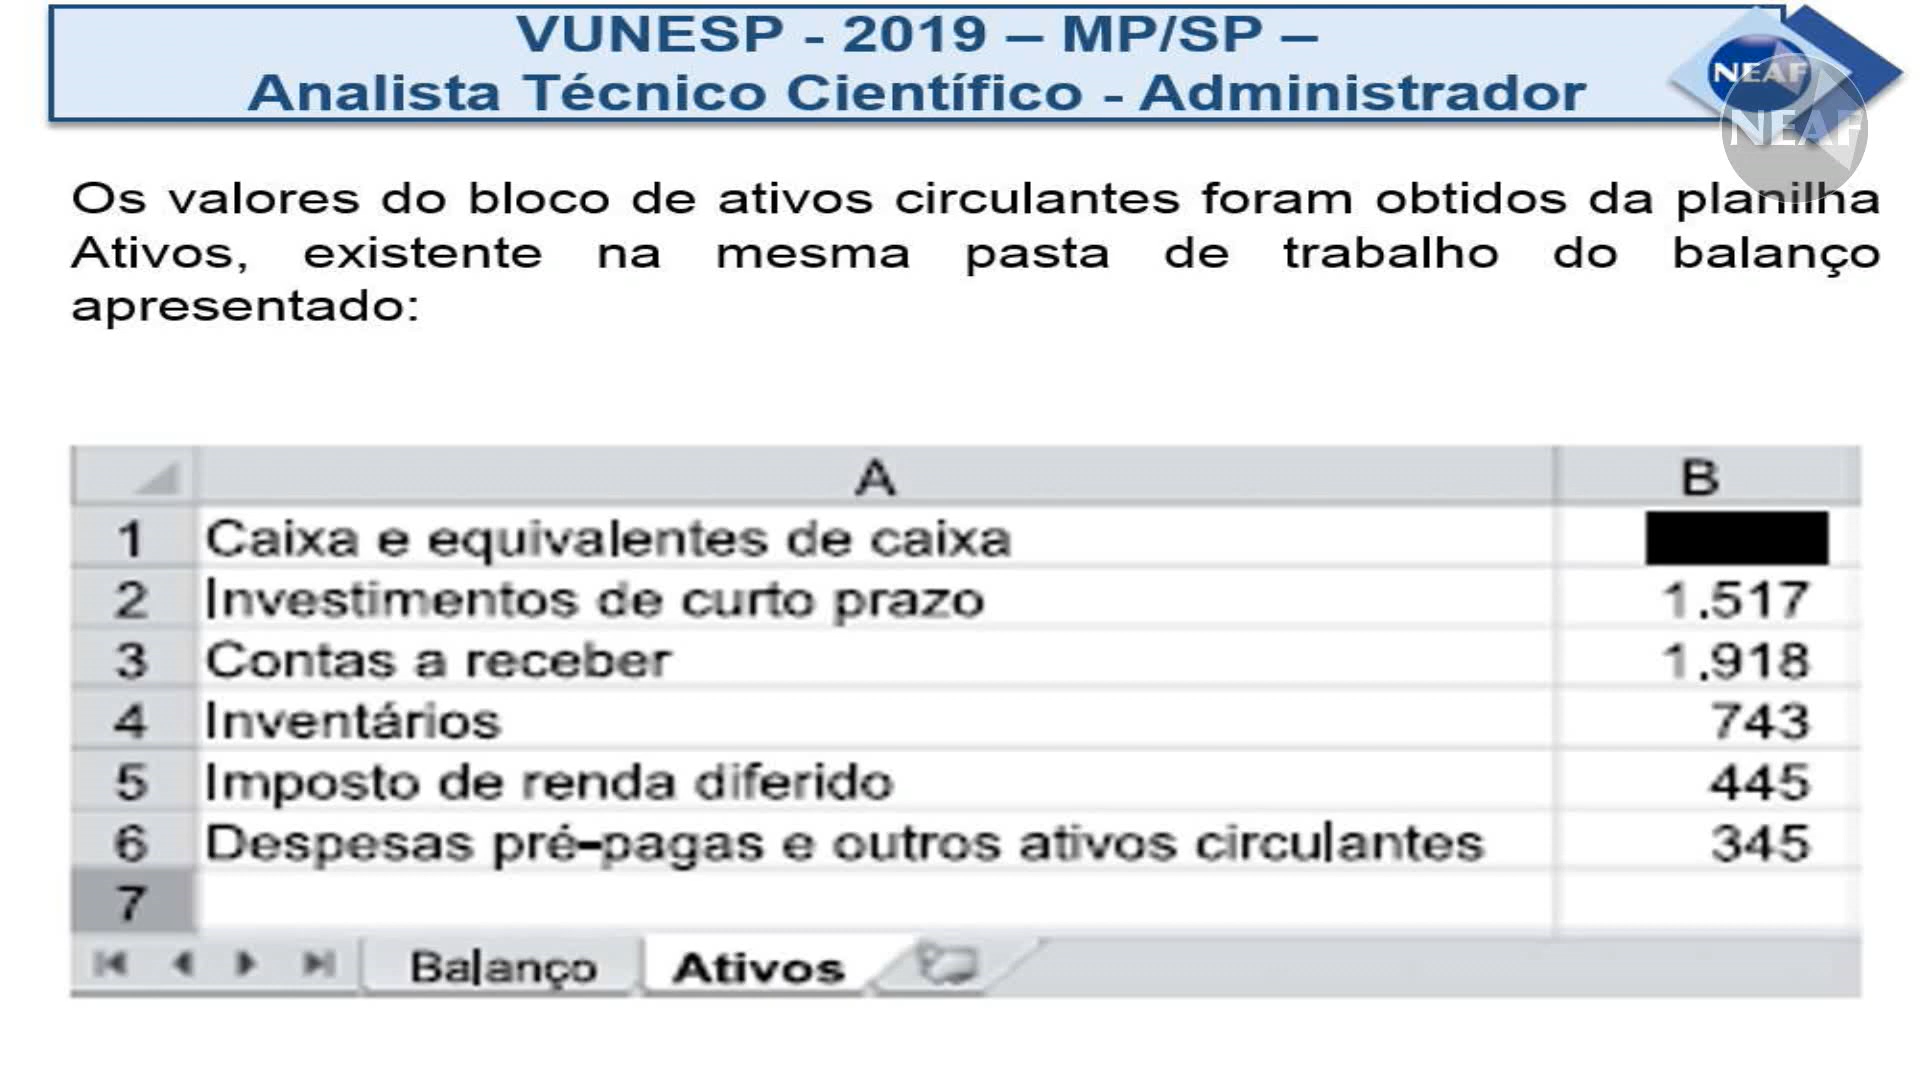 VUNESP - 2019 – MP/SP –
Analista Técnico Científico - Administrador
NEAF
NEAF
Os valores do bloco de ativos circulantes foram obtidos da planilha
Ativos, existente na mesma pasta de trabalho do balanço
apresentado:
A B
1 Caixa e equivalentes de caixa
2 Investimentos de curto prazo 1.517
3 Contas a receber 1.918
4 Inventários 743
5 Imposto de renda diferido 445
6 Despesas pré-pagas e outros ativos circulantes 345
7
Balanço Ativos